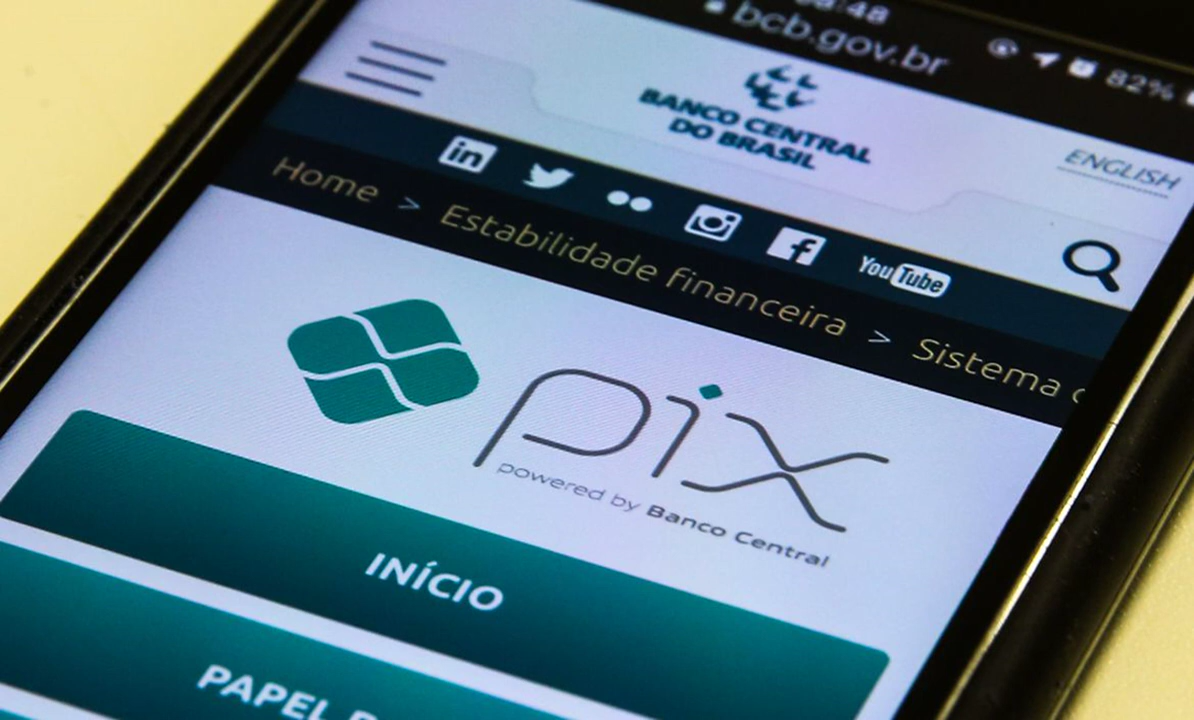 bcb.gov.br
82%
BANCO CENTRAL
DO BRASIL
ENGLISH
in
f
YouTube
Home > Estabilidade financeira > Sistema
pix
powered by Banco Central
INÍCIO
PAPEL